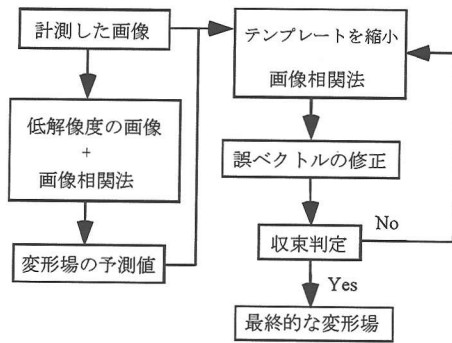 計測した画像
低解像度の画像
+
画像相関法
変形場の予測値
テンプレートを縮小
画像相関法
誤ベクトルの修正
収束判定
No
Yes
最終的な変形場